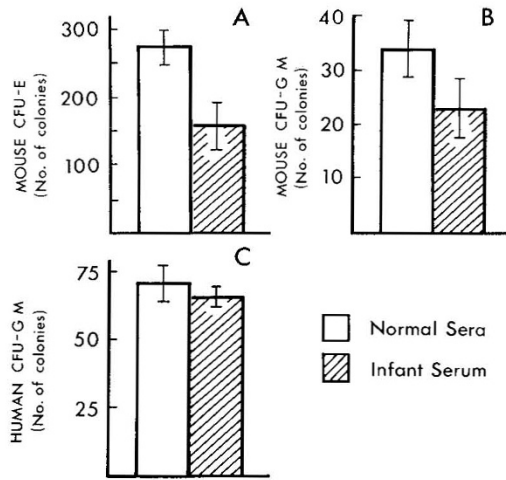 A
300
200
100
MOUSE CFU-E
(No. of colonies)
B
40
30
20
10
MOUSE CFU-G M
(No. of colonies)
C
75
50
25
HUMAN CFU-G M
(No. of colonies)
Normal Sera
Infant Serum